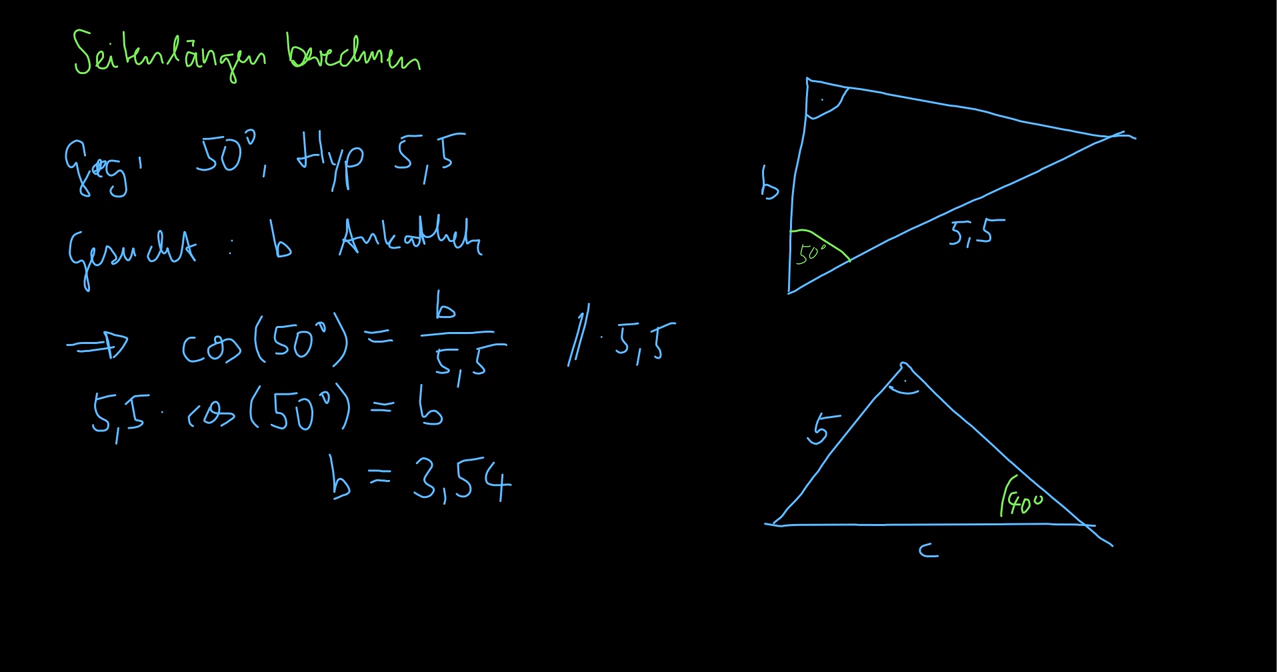 Seitenlängen berechnen
Geg: 50°, Hyp 5,5
Gesucht: b Ankathete
⇒ cos(50°) = b/5,5 // · 5,5
5,5 · cos(50°) = b
b = 3,54
b
50°
5,5
5
40°
c